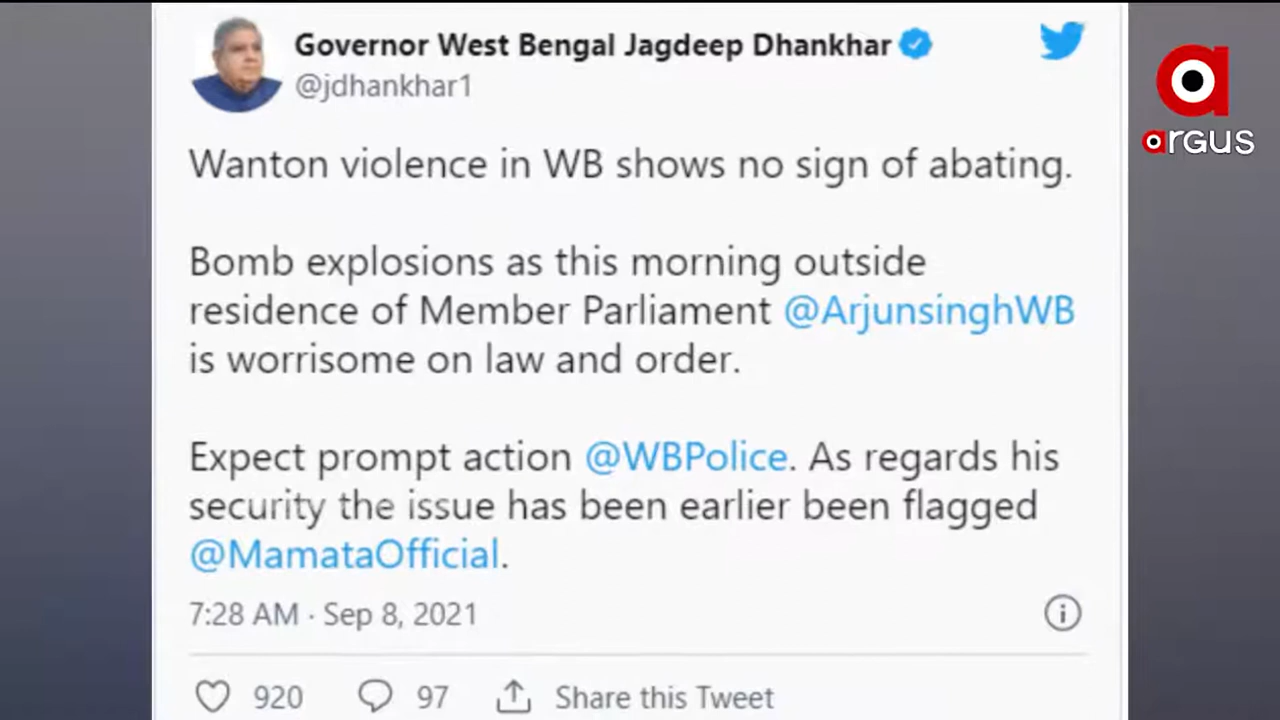 Governor West Bengal Jagdeep Dhankhar
@jdhankhar1
argus
Wanton violence in WB shows no sign of abating.
Bomb explosions as this morning outside
residence of Member Parliament @ArjunsinghWB
is worrisome on law and order.
Expect prompt action @WBPolice. As regards his
security the issue has been earlier been flagged
@MamataOfficial.
7:28 AM · Sep 8, 2021
920 97 Share this Tweet